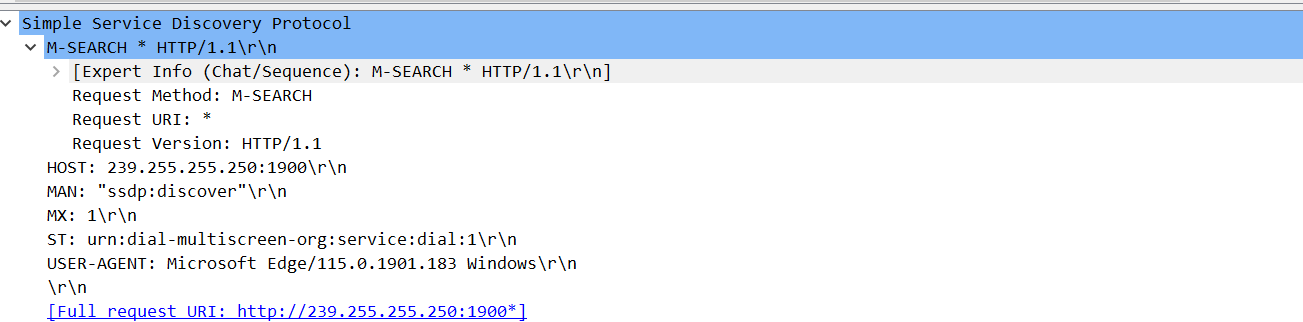 Simple Service Discovery Protocol
M-SEARCH * HTTP/1.1\r\n
[Expert Info (Chat/Sequence): M-SEARCH * HTTP/1.1\r\n]
Request Method: M-SEARCH
Request URI: *
Request Version: HTTP/1.1
HOST: 239.255.255.250:1900\r\n
MAN: "ssdp:discover"\r\n
MX: 1\r\n
ST: urn:dial-multiscreen-org:service:dial:1\r\n
USER-AGENT: Microsoft Edge/115.0.1901.183 Windows\r\n
\r\n
[Full request URI: http://239.255.255.250:1900*]